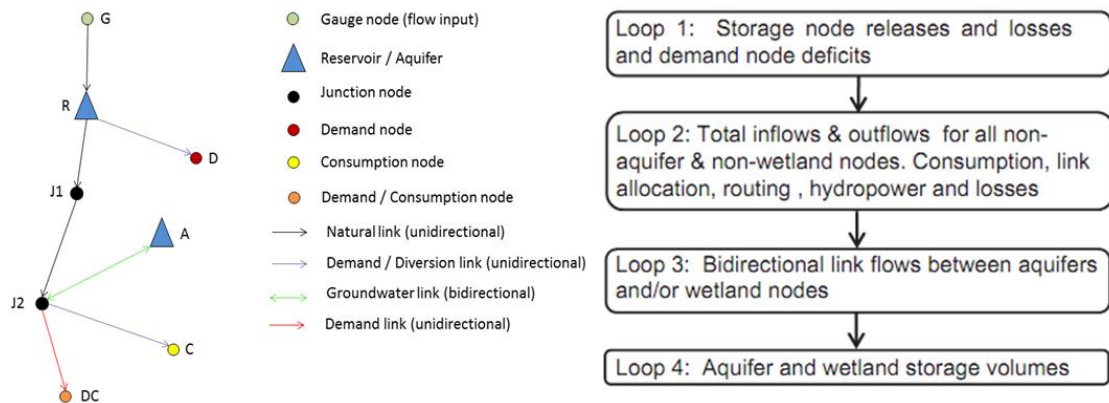 G
R
D
J1
A
J2
C
DC
Gauge node (flow input)
Reservoir / Aquifer
Junction node
Demand node
Consumption node
Demand / Consumption node
Natural link (unidirectional)
Demand / Diversion link (unidirectional)
Groundwater link (bidirectional)
Demand link (unidirectional)
Loop 1: Storage node releases and losses
and demand node deficits
Loop 2: Total inflows & outflows for all non-
aquifer & non-wetland nodes. Consumption, link
allocation, routing , hydropower and losses
Loop 3: Bidirectional link flows between aquifers
and/or wetland nodes
Loop 4: Aquifer and wetland storage volumes